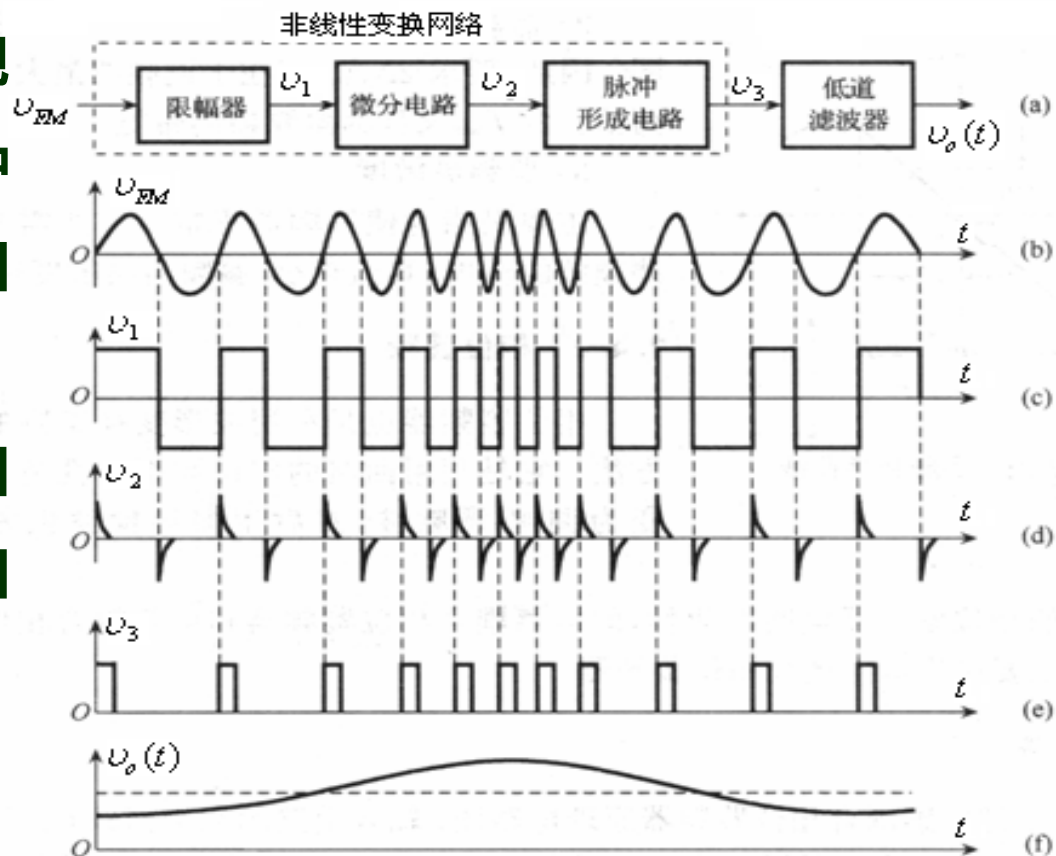 非线性变换网络
υFM
限幅器
υ1
微分电路
υ2
脉冲
形成电路
υ3
低道
滤波器
υo(t)
(a)
υFM
O
t
(b)
υ1
O
t
(c)
υ2
O
t
(d)
υ3
O
t
(e)
υo(t)
O
t
(f)